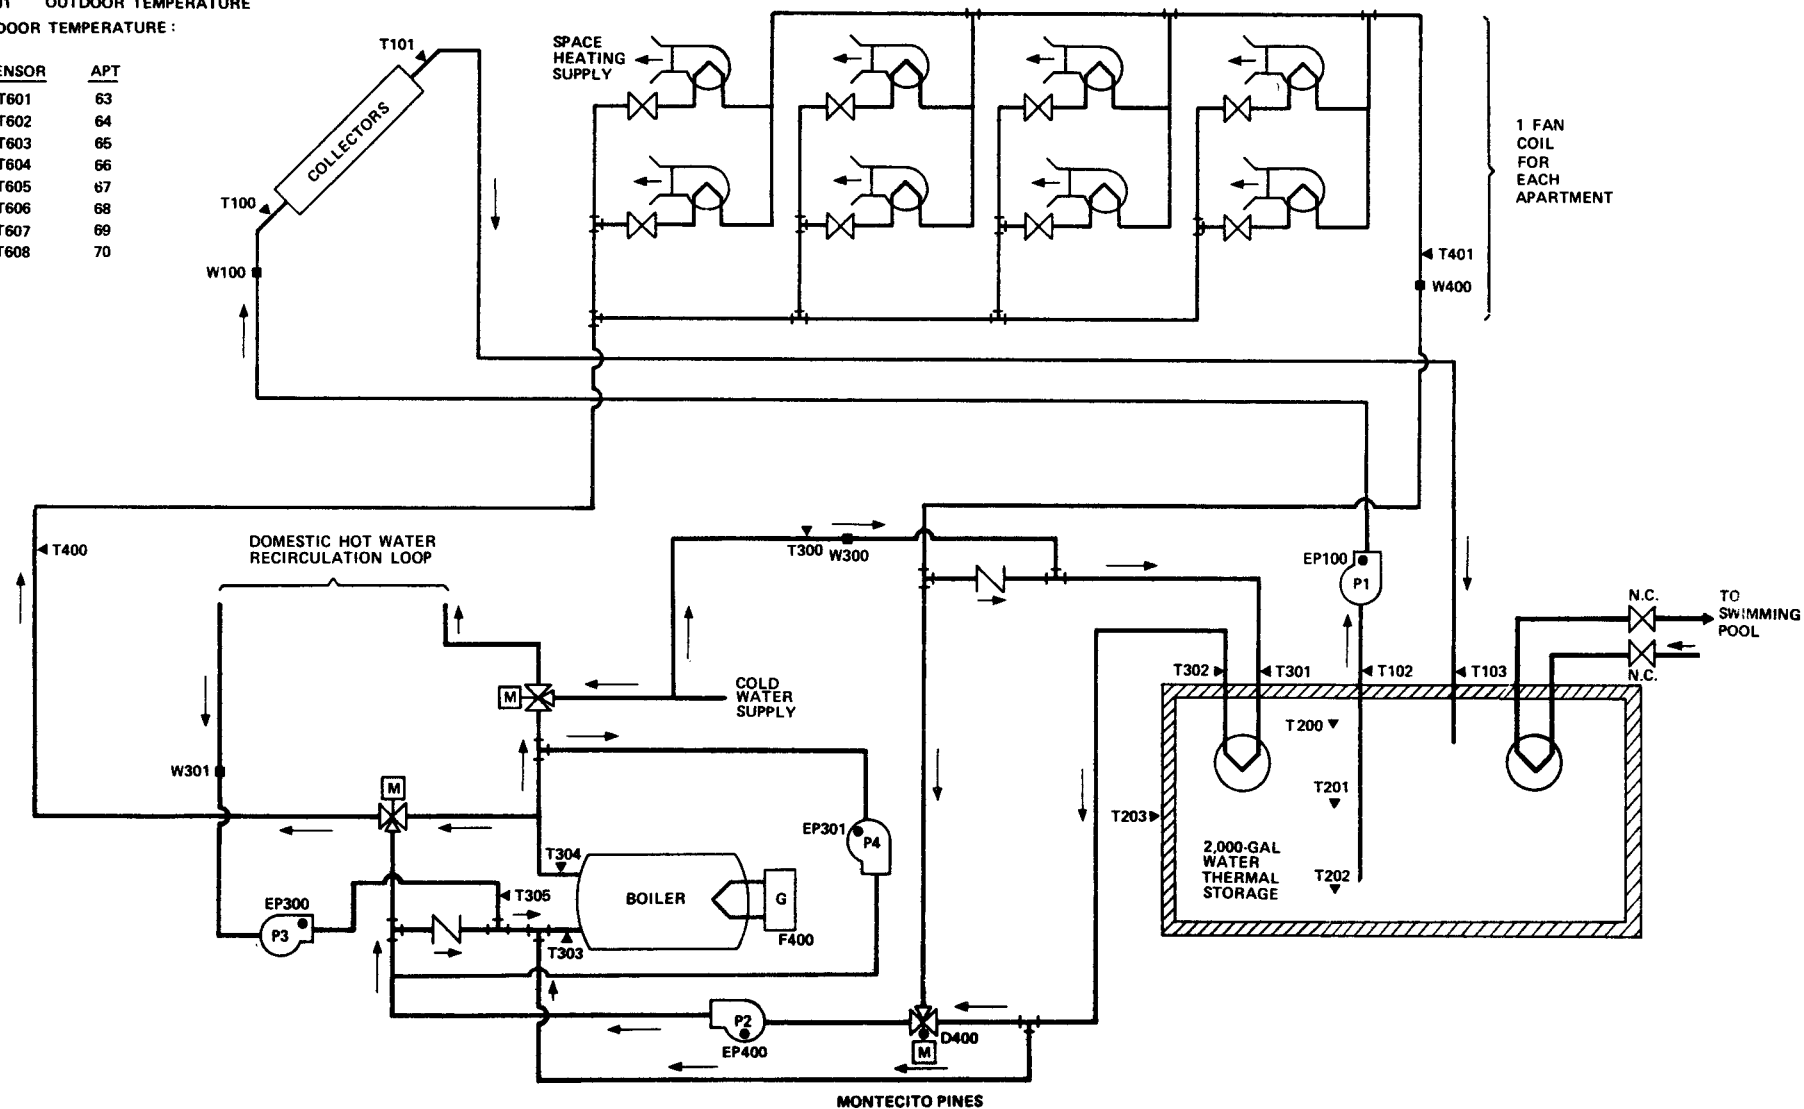 OUTDOOR TEMPERATURE
DOOR TEMPERATURE:
ENSOR APT
T601 63
T602 64
T603 65
T604 66
T605 67
T606 68
T607 69
T608 70
T101
COLLECTORS
T100
W100
SPACE
HEATING
SUPPLY
1 FAN
COIL
FOR
EACH
APARTMENT
T401
W400
T400
DOMESTIC HOT WATER
RECIRCULATION LOOP
T300 W300
EP100
P1
N.C.
TO
SWIMMING
POOL
N.C.
T302
T301
T102
T103
M
COLD
WATER
SUPPLY
T200
W301
M
T201
EP301
P4
T203
T304
2,000-GAL
WATER
THERMAL
STORAGE
T202
BOILER
G
T305
EP300
P3
F400
T303
P2
EP400
D400
M
MONTECITO PINES